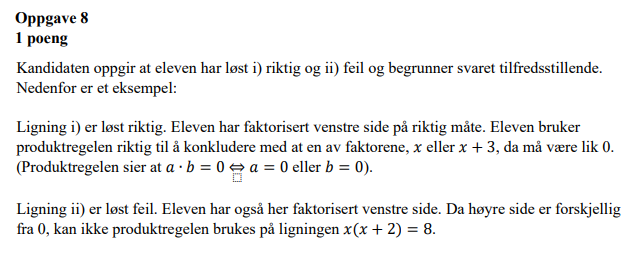 Oppgave 8
1 poeng
Kandidaten oppgir at eleven har løst i) riktig og ii) feil og begrunner svaret tilfredsstillende.
Nedenfor er et eksempel:
Ligning i) er løst riktig. Eleven har faktorisert venstre side på riktig måte. Eleven bruker
produktregelen riktig til å konkludere med at en av faktorene, x eller x + 3, da må være lik 0.
(Produktregelen sier at a · b = 0 ⇔ a = 0 eller b = 0).
Ligning ii) er løst feil. Eleven har også her faktorisert venstre side. Da høyre side er forskjellig
fra 0, kan ikke produktregelen brukes på ligningen x(x + 2) = 8.